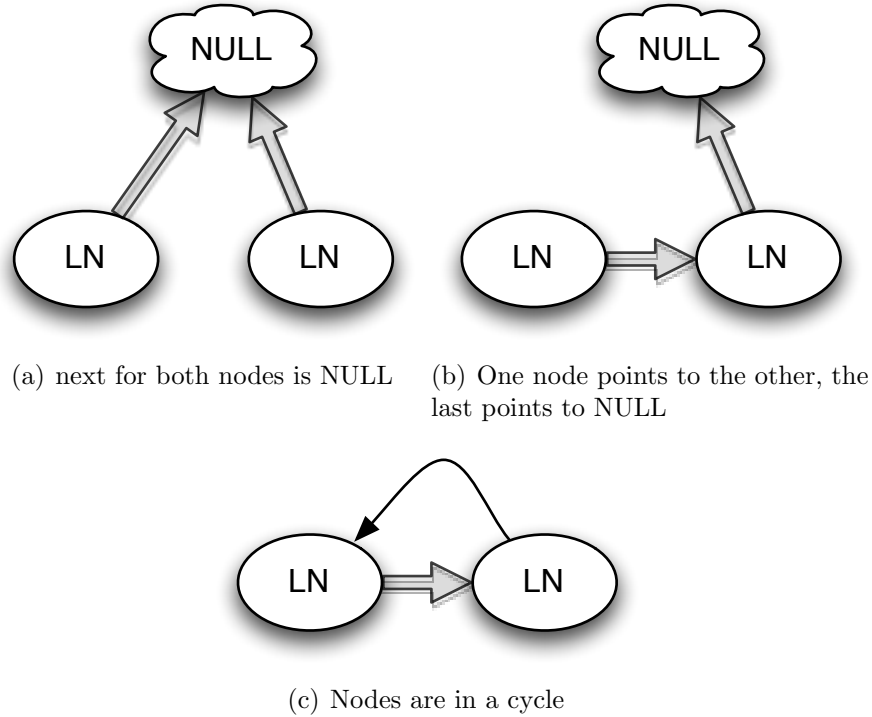 NULL
NULL
LN
LN
LN
LN
(a) next for both nodes is NULL
(b) One node points to the other, the
last points to NULL
LN
LN
(c) Nodes are in a cycle